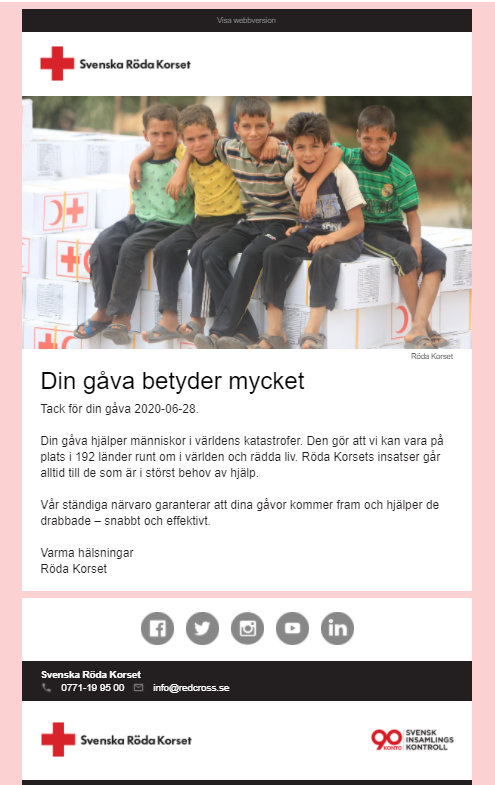 Visa webbversion
Svenska Röda Korset
Röda Korset
Din gåva betyder mycket
Tack för din gåva 2020-06-28.
Din gåva hjälper människor i världens katastrofer. Den gör att vi kan vara på
plats i 192 länder runt om i världen och rädda liv. Röda Korsets insatser går
alltid till de som är i störst behov av hjälp.
Vår ständiga närvaro garanterar att dina gåvor kommer fram och hjälper de
drabbade – snabbt och effektivt.
Varma hälsningar
Röda Korset
Svenska Röda Korset
0771-19 95 00 info@redcross.se
Svenska Röda Korset
90 KONTO
SVENSK
INSAMLINGS
KONTROLL